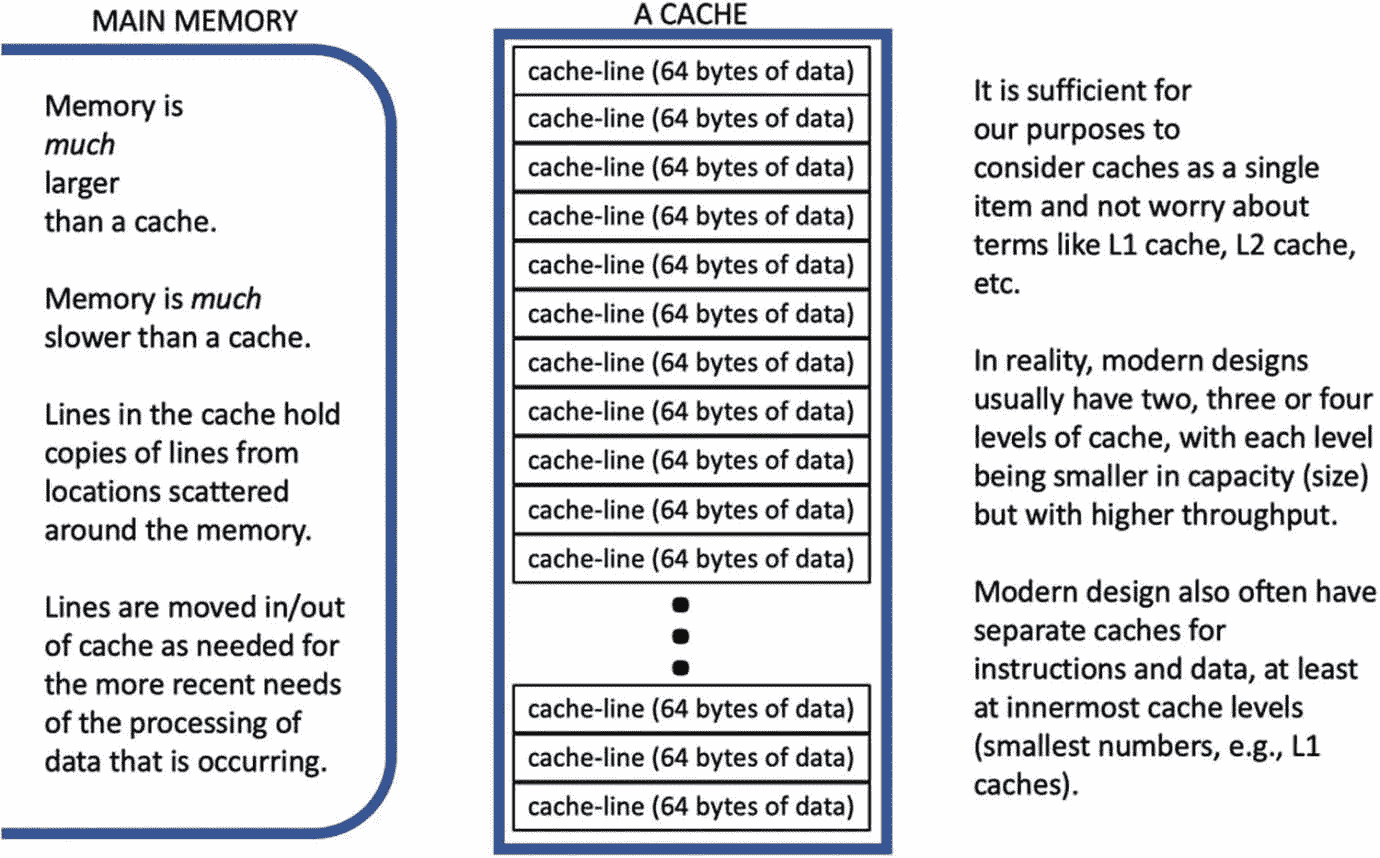 MAIN MEMORY
Memory is
much
larger
than a cache.
Memory is much
slower than a cache.
Lines in the cache hold
copies of lines from
locations scattered
around the memory.
Lines are moved in/out
of cache as needed for
the more recent needs
of the processing of
data that is occurring.
A CACHE
cache-line (64 bytes of data)
cache-line (64 bytes of data)
cache-line (64 bytes of data)
cache-line (64 bytes of data)
cache-line (64 bytes of data)
cache-line (64 bytes of data)
cache-line (64 bytes of data)
cache-line (64 bytes of data)
cache-line (64 bytes of data)
cache-line (64 bytes of data)
cache-line (64 bytes of data)
cache-line (64 bytes of data)
cache-line (64 bytes of data)
cache-line (64 bytes of data)
It is sufficient for
our purposes to
consider caches as a single
item and not worry about
terms like L1 cache, L2 cache,
etc.
In reality, modern designs
usually have two, three or four
levels of cache, with each level
being smaller in capacity (size)
but with higher throughput.
Modern design also often have
separate caches for
instructions and data, at least
at innermost cache levels
(smallest numbers, e.g., L1
caches).